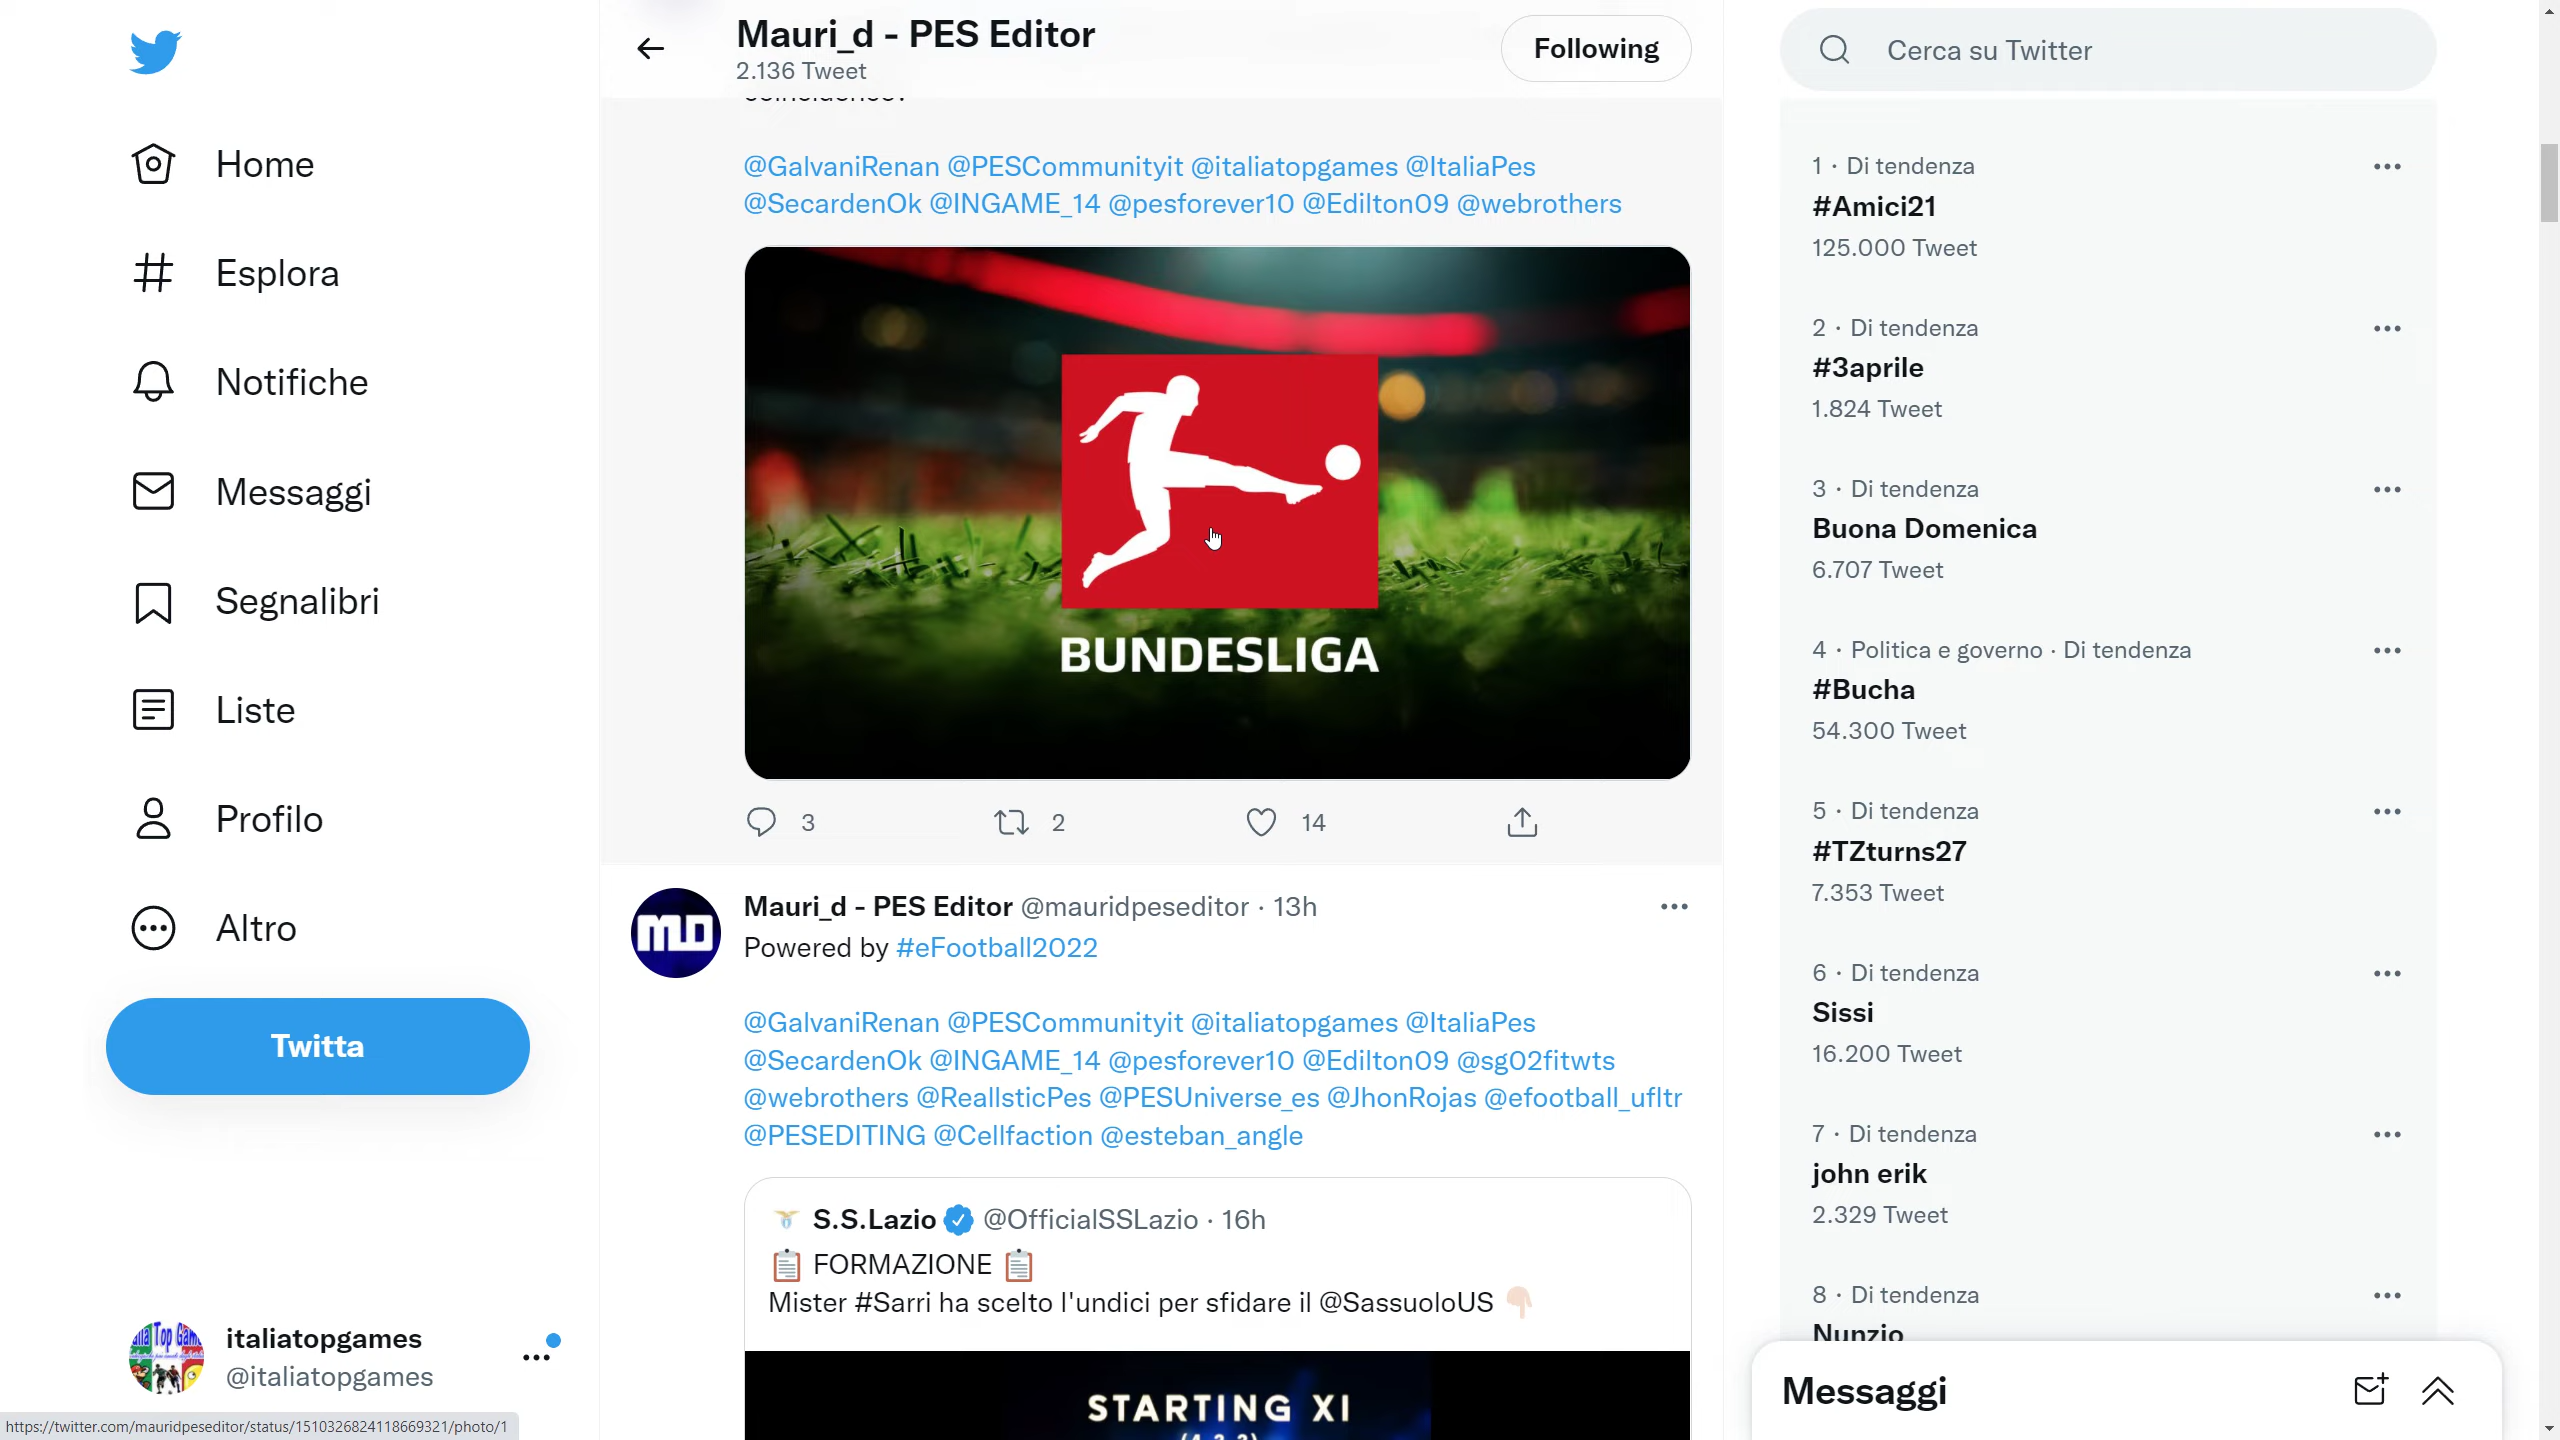 Home
Esplora
Notifiche
Messaggi
Segnalibri
Liste
Profilo
Altro
Twitta
italiatopgames
@italiatopgames
https://twitter.com/mauridpeseditor/status/1510326824118669321/photo/1
Mauri_d - PES Editor
2.136 Tweet
Following
@GalvaniRenan @PESCommunityit @italiatopgames @ItaliaPes
@SecardenOk @INGAME_14 @pesforever10 @Edilton09 @webrothers
BUNDESLIGA
3
2
14
MD
Mauri_d - PES Editor @mauridpeseditor · 13h
Powered by #eFootball2022
@GalvaniRenan @PESCommunityit @italiatopgames @ItaliaPes
@SecardenOk @INGAME_14 @pesforever10 @Edilton09 @sg02fitwts
@webrothers @ReallsticPes @PESUniverse_es @JhonRojas @efootball_ufltr
@PESEDITING @Cellfaction @esteban_angle
S.S.Lazio @OfficialSSLazio · 16h
FORMAZIONE
Mister #Sarri ha scelto l'undici per sfidare il @SassuoloUS
STARTING XI
Cerca su Twitter
1 · Di tendenza
#Amici21
125.000 Tweet
2 · Di tendenza
#3aprile
1.824 Tweet
3 · Di tendenza
Buona Domenica
6.707 Tweet
4 · Politica e governo · Di tendenza
#Bucha
54.300 Tweet
5 · Di tendenza
#TZturns27
7.353 Tweet
6 · Di tendenza
Sissi
16.200 Tweet
7 · Di tendenza
john erik
2.329 Tweet
8 · Di tendenza
Nunzio
Messaggi